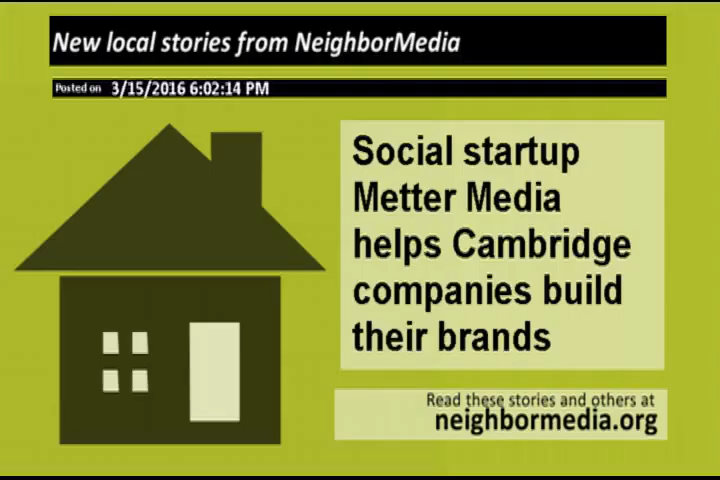 New local stories from NeighborMedia
Posted on 3/15/2016 6:02:14 PM
Social startup
Metter Media
helps Cambridge
companies build
their brands
Read these stories and others at
neighbormedia.org